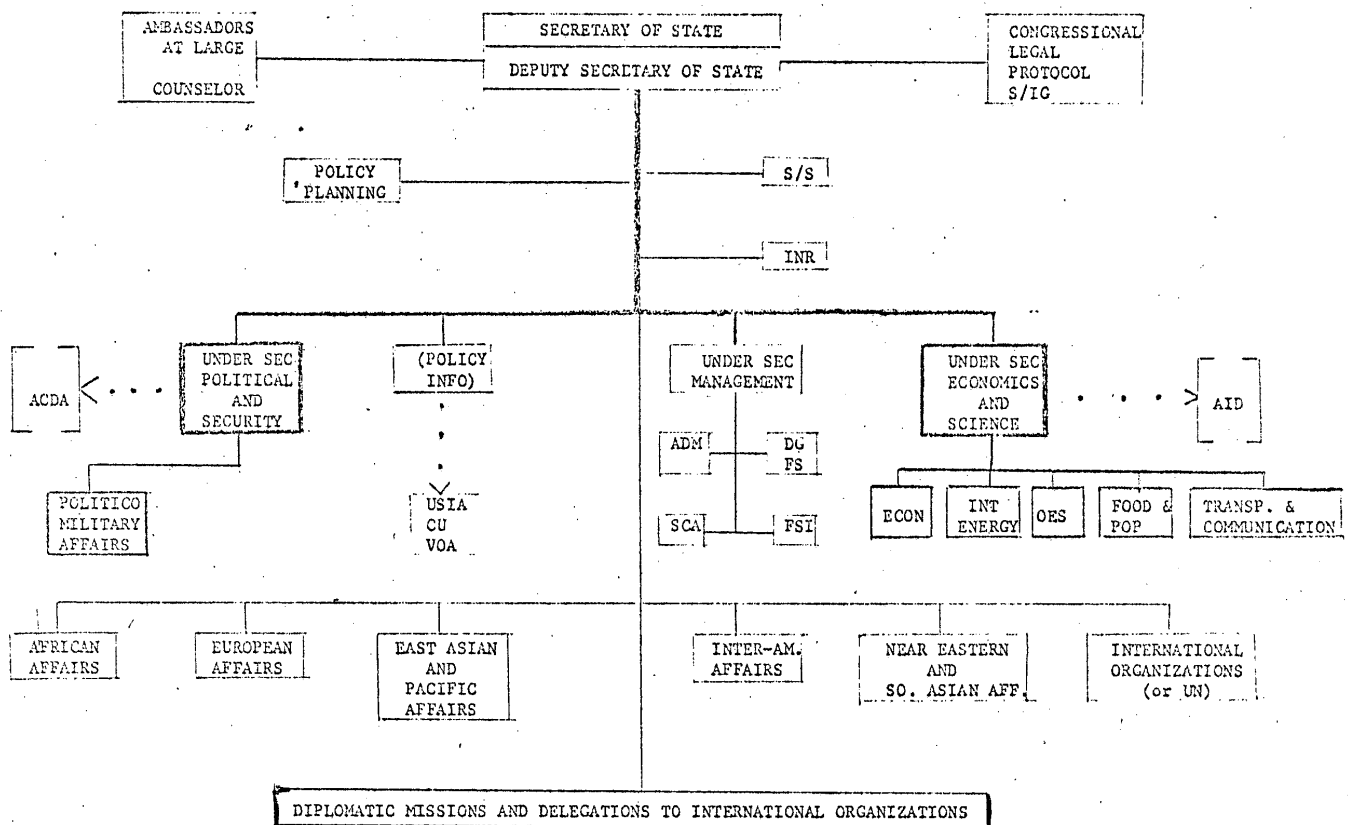 AMBASSADORS
AT LARGE
COUNSELOR
SECRETARY OF STATE
DEPUTY SECRETARY OF STATE
CONGRESSIONAL
LEGAL
PROTOCOL
S/IG
POLICY
PLANNING
S/S
INR
ACDA
UNDER SEC
POLITICAL
AND
SECURITY
(POLICY
INFO)
UNDER SEC
MANAGEMENT
UNDER SEC
ECONOMICS
AND
SCIENCE
AID
POLITICO
MILITARY
AFFAIRS
USIA
CU
VOA
ADM
DG
FS
SCA
FSI
ECON
INT
ENERGY
OES
FOOD &
POP
TRANSP. &
COMMUNICATION
AFRICAN
AFFAIRS
EUROPEAN
AFFAIRS
EAST ASIAN
AND
PACIFIC
AFFAIRS
INTER-AM.
AFFAIRS
NEAR EASTERN
AND
SO. ASIAN AFF.
INTERNATIONAL
ORGANIZATIONS
(or UN)
DIPLOMATIC MISSIONS AND DELEGATIONS TO INTERNATIONAL ORGANIZATIONS